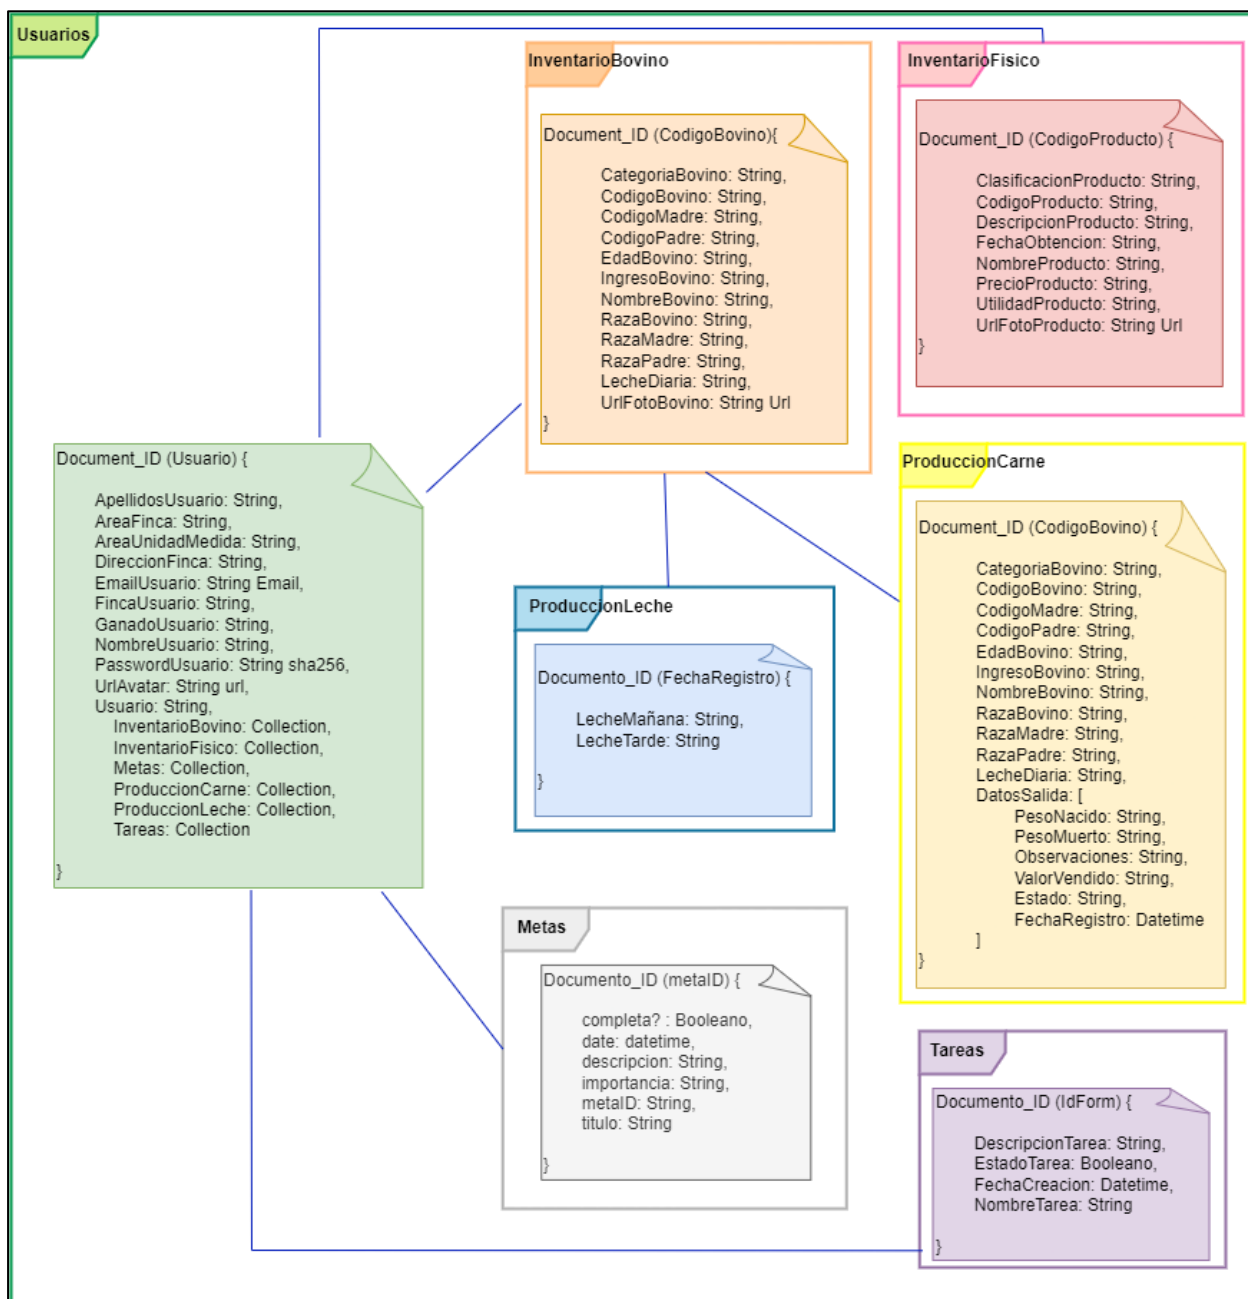 Usuarios
InventarioBovino
Document_ID (CodigoBovino){
CategoriaBovino: String,
CodigoBovino: String,
CodigoMadre: String,
CodigoPadre: String,
EdadBovino: String,
IngresoBovino: String,
NombreBovino: String,
RazaBovino: String,
RazaMadre: String,
RazaPadre: String,
LecheDiaria: String,
UrlFotoBovino: String Url
}
InventarioFisico
Document_ID (CodigoProducto) {
ClasificacionProducto: String,
CodigoProducto: String,
DescripcionProducto: String,
FechaObtencion: String,
NombreProducto: String,
PrecioProducto: String,
UtilidadProducto: String,
UrlFotoProducto: String Url
}
Document_ID (Usuario) {
ApellidosUsuario: String,
AreaFinca: String,
AreaUnidadMedida: String,
DireccionFinca: String,
EmailUsuario: String Email,
FincaUsuario: String,
GanadoUsuario: String,
NombreUsuario: String,
PasswordUsuario: String sha256,
UrlAvatar: String url,
Usuario: String,
InventarioBovino: Collection,
InventarioFisico: Collection,
Metas: Collection,
ProduccionCarne: Collection,
ProduccionLeche: Collection,
Tareas: Collection
}
ProduccionCarne
Document_ID (CodigoBovino) {
CategoriaBovino: String,
CodigoBovino: String,
CodigoMadre: String,
CodigoPadre: String,
EdadBovino: String,
IngresoBovino: String,
NombreBovino: String,
RazaBovino: String,
RazaMadre: String,
RazaPadre: String,
LecheDiaria: String,
DatosSalida: [
PesoNacido: String,
PesoMuerto: String,
Observaciones: String,
ValorVendido: String,
Estado: String,
FechaRegistro: Datetime
]
}
ProduccionLeche
Documento_ID (FechaRegistro) {
LecheMañana: String,
LecheTarde: String
}
Metas
Documento_ID (metaID) {
completa? : Booleano,
date: datetime,
descripcion: String,
importancia: String,
metaID: String,
titulo: String
}
Tareas
Documento_ID (IdForm) {
DescripcionTarea: String,
EstadoTarea: Booleano,
FechaCreacion: Datetime,
NombreTarea: String
}